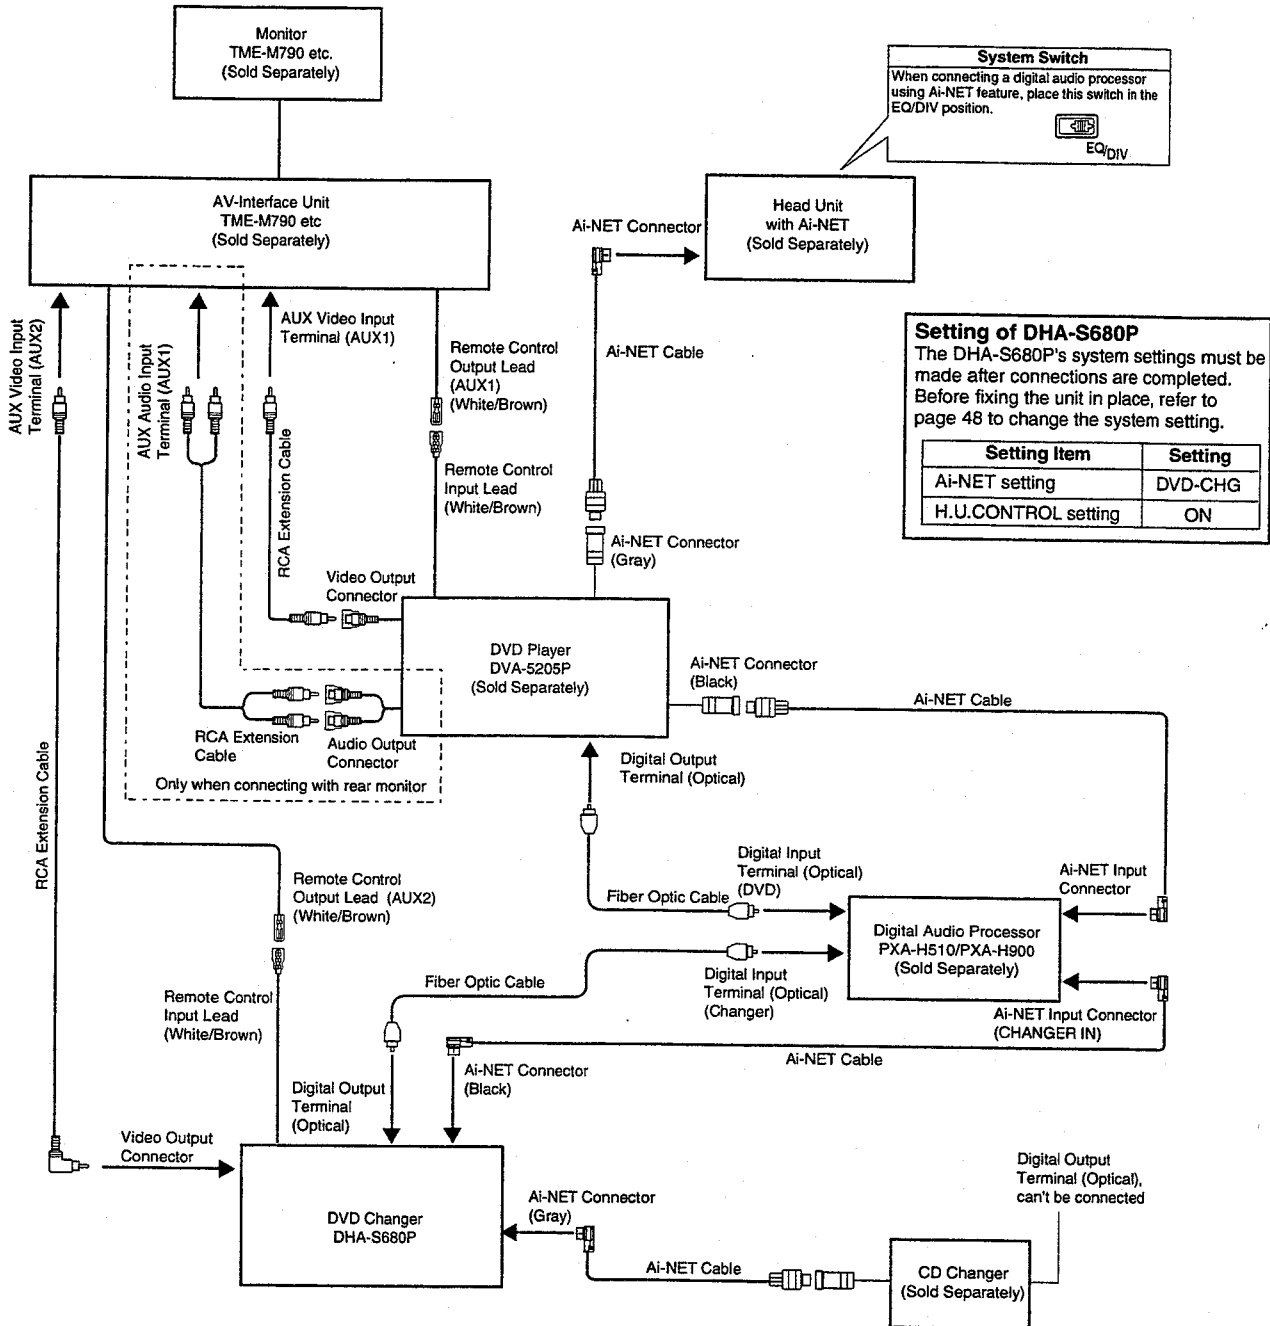 Monitor
TME-M790 etc.
(Sold Separately)
System Switch
When connecting a digital audio processor
using Ai-NET feature, place this switch in the
EQ/DIV position.
EQ/DIV
AV-Interface Unit
TME-M790 etc
(Sold Separately)
Head Unit
with Ai-NET
(Sold Separately)
Ai-NET Connector
AUX Video Input
Terminal (AUX2)
AUX Audio Input
Terminal (AUX1)
AUX Video Input
Terminal (AUX1)
Remote Control
Output Lead
(AUX1)
(White/Brown)
Ai-NET Cable
Setting of DHA-S680P
The DHA-S680P's system settings must be
made after connections are completed.
Before fixing the unit in place, refer to
page 48 to change the system setting.
Setting Item Setting
Ai-NET setting DVD-CHG
H.U.CONTROL setting ON
RCA Extension Cable
Remote Control
Input Lead
(White/Brown)
Ai-NET Connector
(Gray)
Video Output
Connector
DVD Player
DVA-5205P
(Sold Separately)
Ai-NET Connector
(Black)
Ai-NET Cable
RCA Extension
Cable
Audio Output
Connector
Only when connecting with rear monitor
Digital Output
Terminal (Optical)
RCA Extension Cable
Digital Input
Terminal (Optical)
(DVD)
Fiber Optic Cable
Ai-NET Input
Connector
Remote Control
Output Lead (AUX2)
(White/Brown)
Digital Audio Processor
PXA-H510/PXA-H900
(Sold Separately)
Fiber Optic Cable
Digital Input
Terminal (Optical)
(Changer)
Remote Control
Input Lead
(White/Brown)
Ai-NET Input Connector
(CHANGER IN)
Ai-NET Cable
Ai-NET Connector
(Black)
Digital Output
Terminal
(Optical)
Video Output
Connector
DVD Changer
DHA-S680P
Ai-NET Connector
(Gray)
Digital Output
Terminal (Optical),
can't be connected
Ai-NET Cable
CD Changer
(Sold Separately)